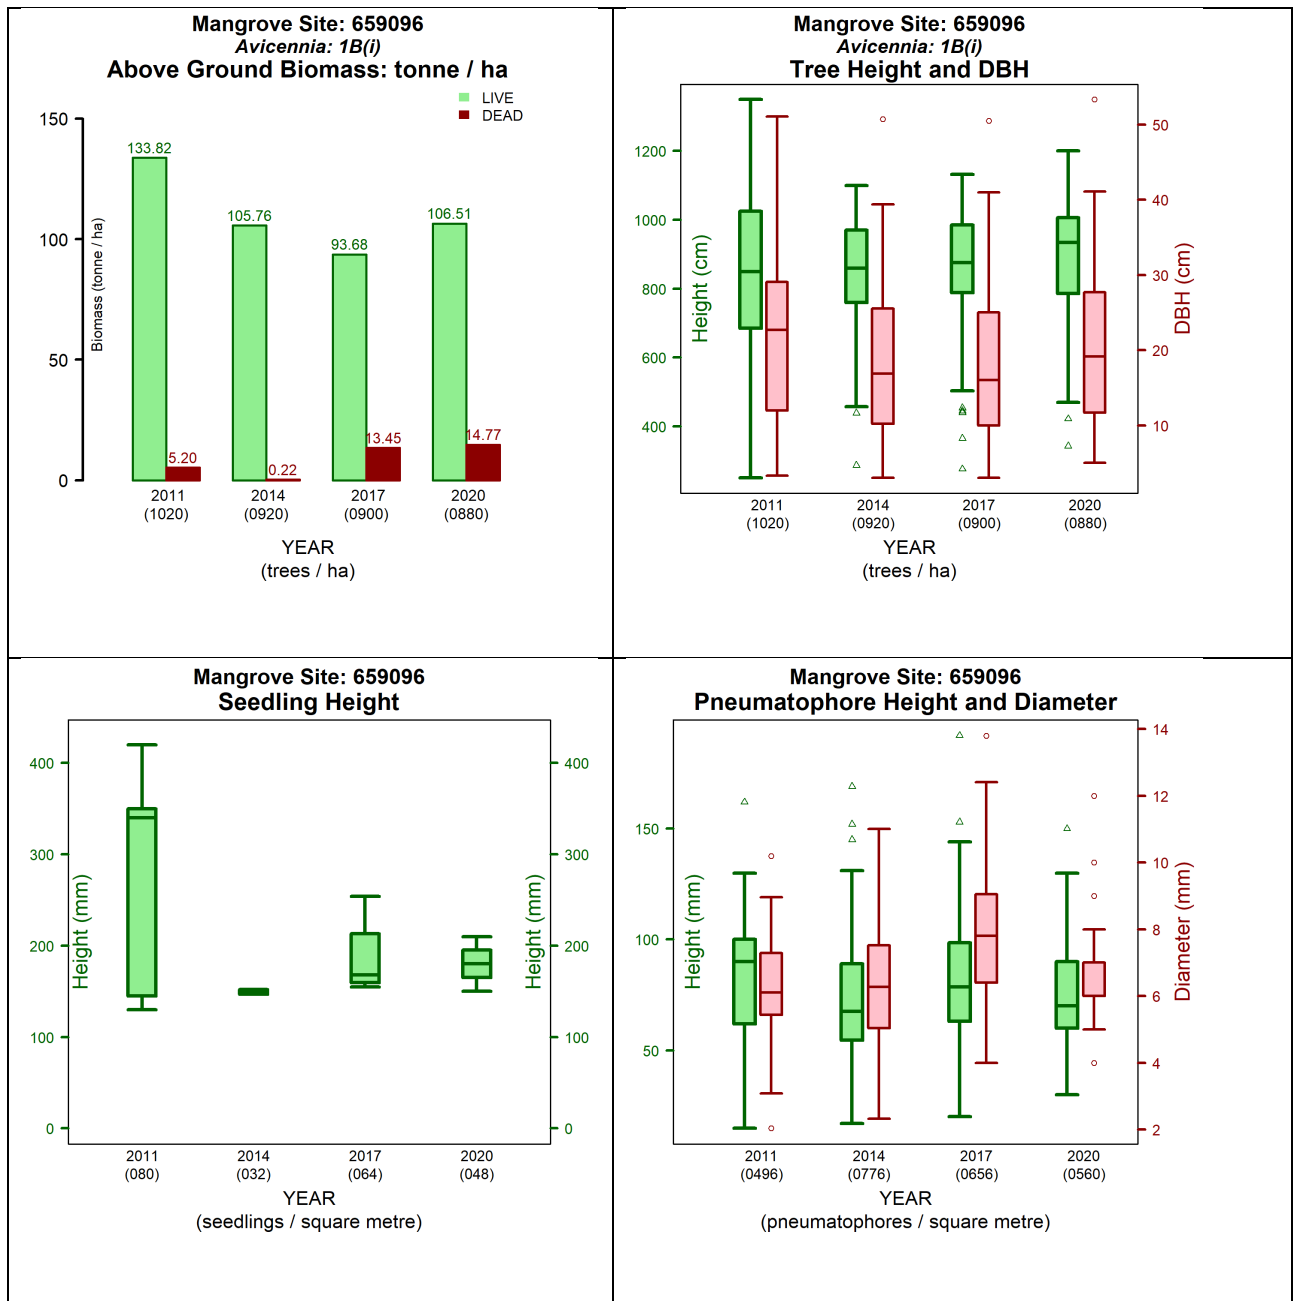 Mangrove Site: 659096
Avicennia: 1B(i)
Above Ground Biomass: tonne / ha
LIVE
DEAD
Biomass (tonne / ha)
150
100
50
0
133.82
5.20
105.76
0.22
93.68
13.45
106.51
14.77
2011 2014 2017 2020
(1020) (0920) (0900) (0880)
YEAR
(trees / ha)
Mangrove Site: 659096
Avicennia: 1B(i)
Tree Height and DBH
Height (cm)
1200
1000
800
600
400
DBH (cm)
50
40
30
20
10
2011 2014 2017 2020
(1020) (0920) (0900) (0880)
YEAR
(trees / ha)
Mangrove Site: 659096
Seedling Height
Height (mm)
400
300
200
100
0
Height (mm)
400
300
200
100
0
2011 2014 2017 2020
(080) (032) (064) (048)
YEAR
(seedlings / square metre)
Mangrove Site: 659096
Pneumatophore Height and Diameter
Height (mm)
150
100
50
Diameter (mm)
14
12
10
8
6
4
2
2011 2014 2017 2020
(0496) (0776) (0656) (0560)
YEAR
(pneumatophores / square metre)